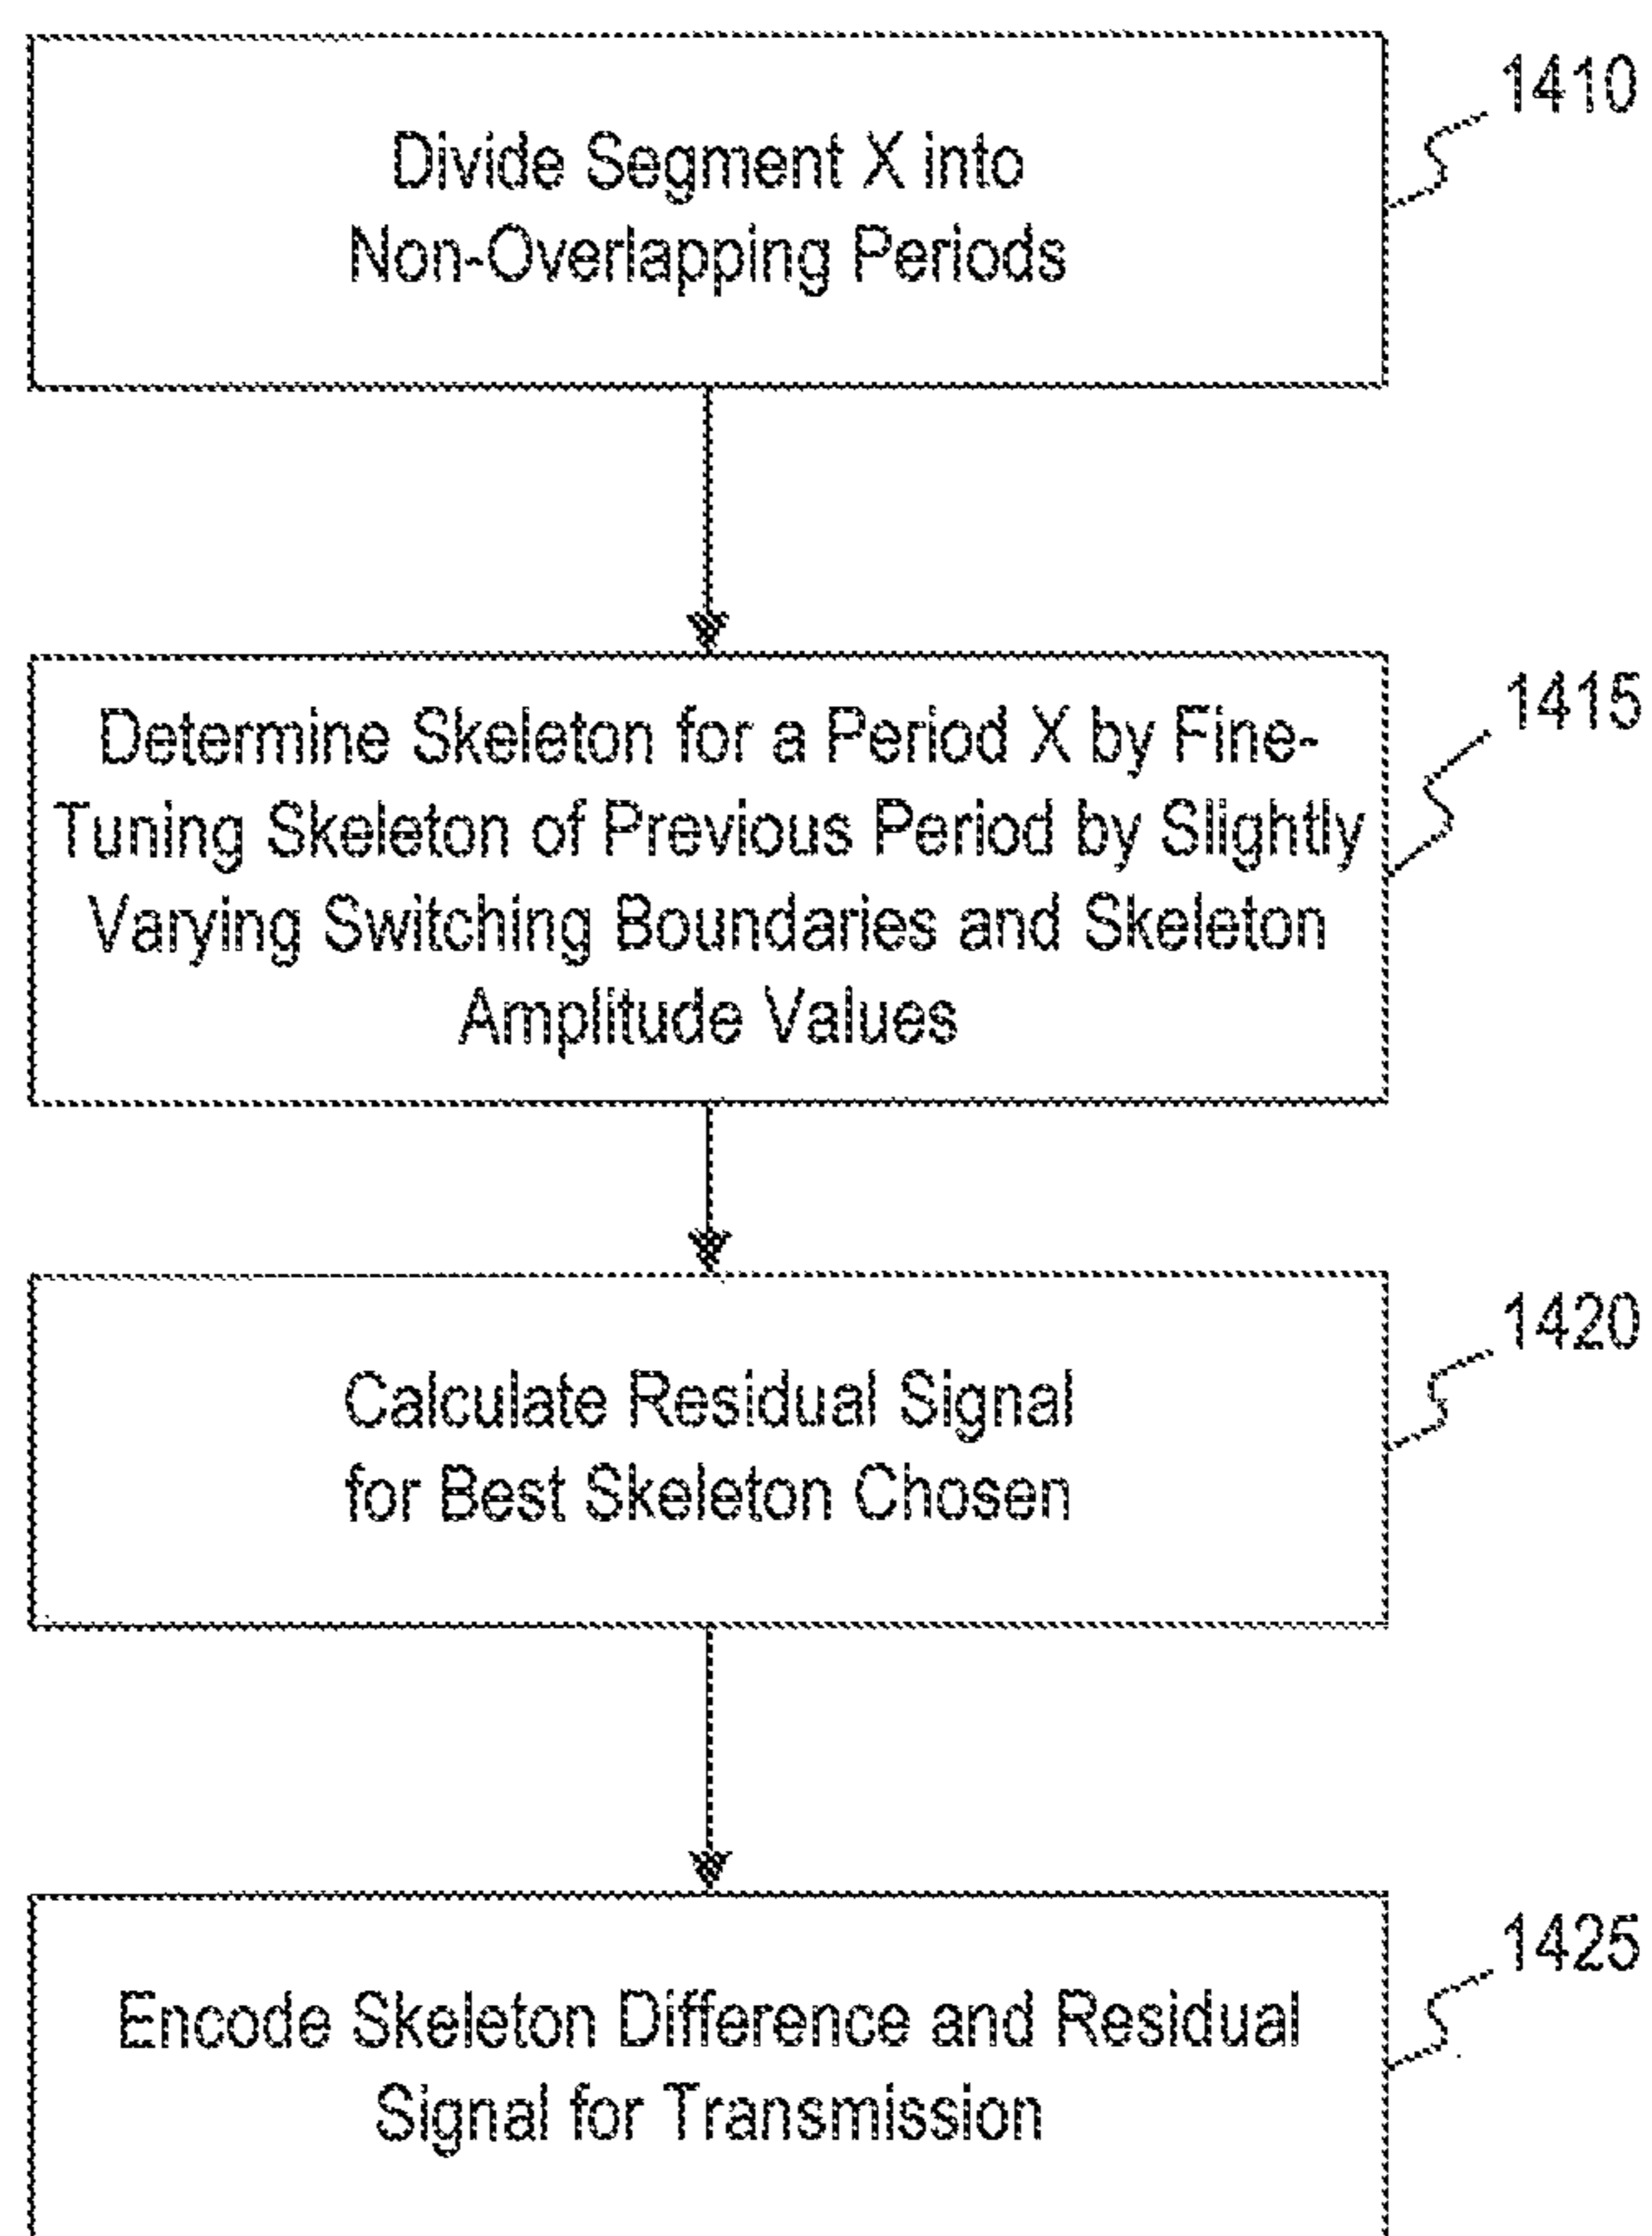 1410
Divide Segment X into
Non-Overlapping Periods
1415
Determine Skeleton for a Period X by Fine-
Tuning Skeleton of Previous Period by Slightly
Varying Switching Boundaries and Skeleton
Amplitude Values
1420
Calculate Residual Signal
for Best Skeleton Chosen
1425
Encode Skeleton Difference and Residual
Signal for Transmission